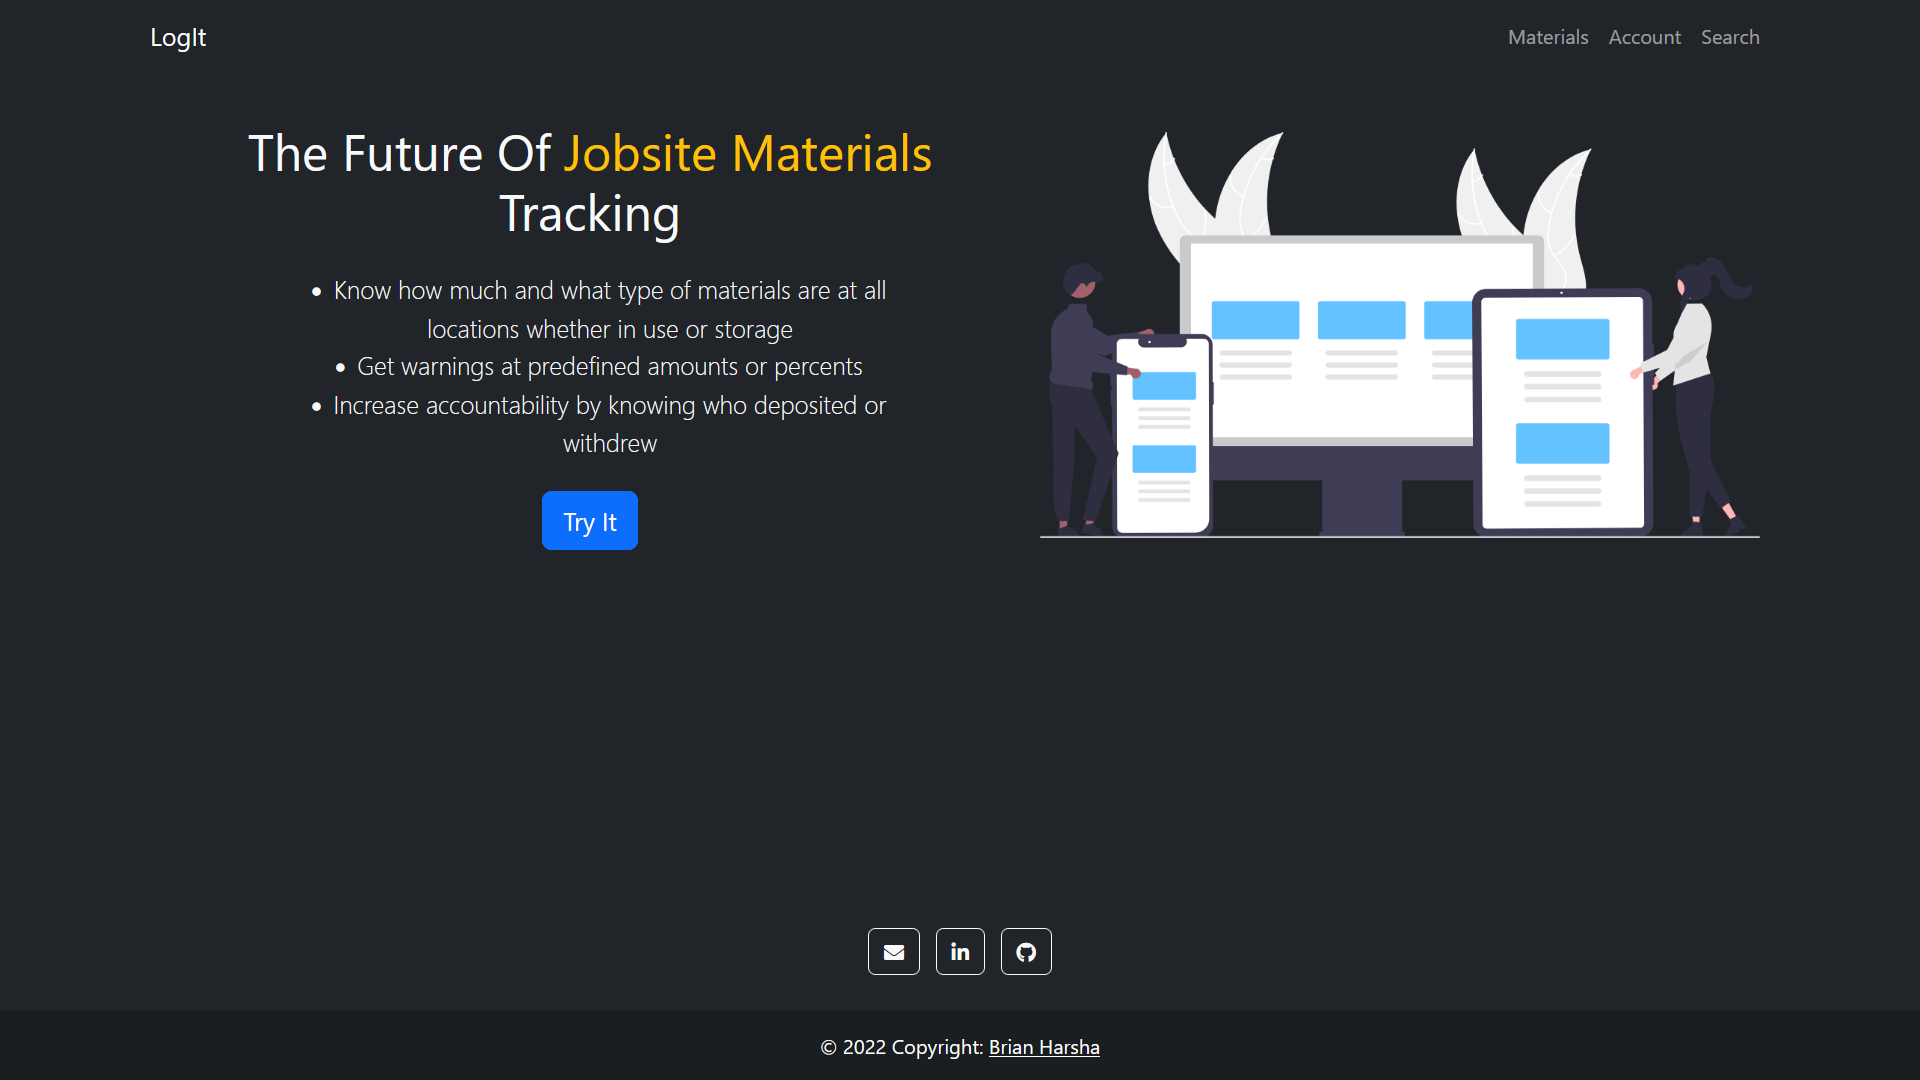 LogIt
Materials Account Search
The Future Of Jobsite Materials
Tracking
• Know how much and what type of materials are at all
locations whether in use or storage
• Get warnings at predefined amounts or percents
• Increase accountability by knowing who deposited or
withdrew
Try It
in
© 2022 Copyright: Brian Harsha